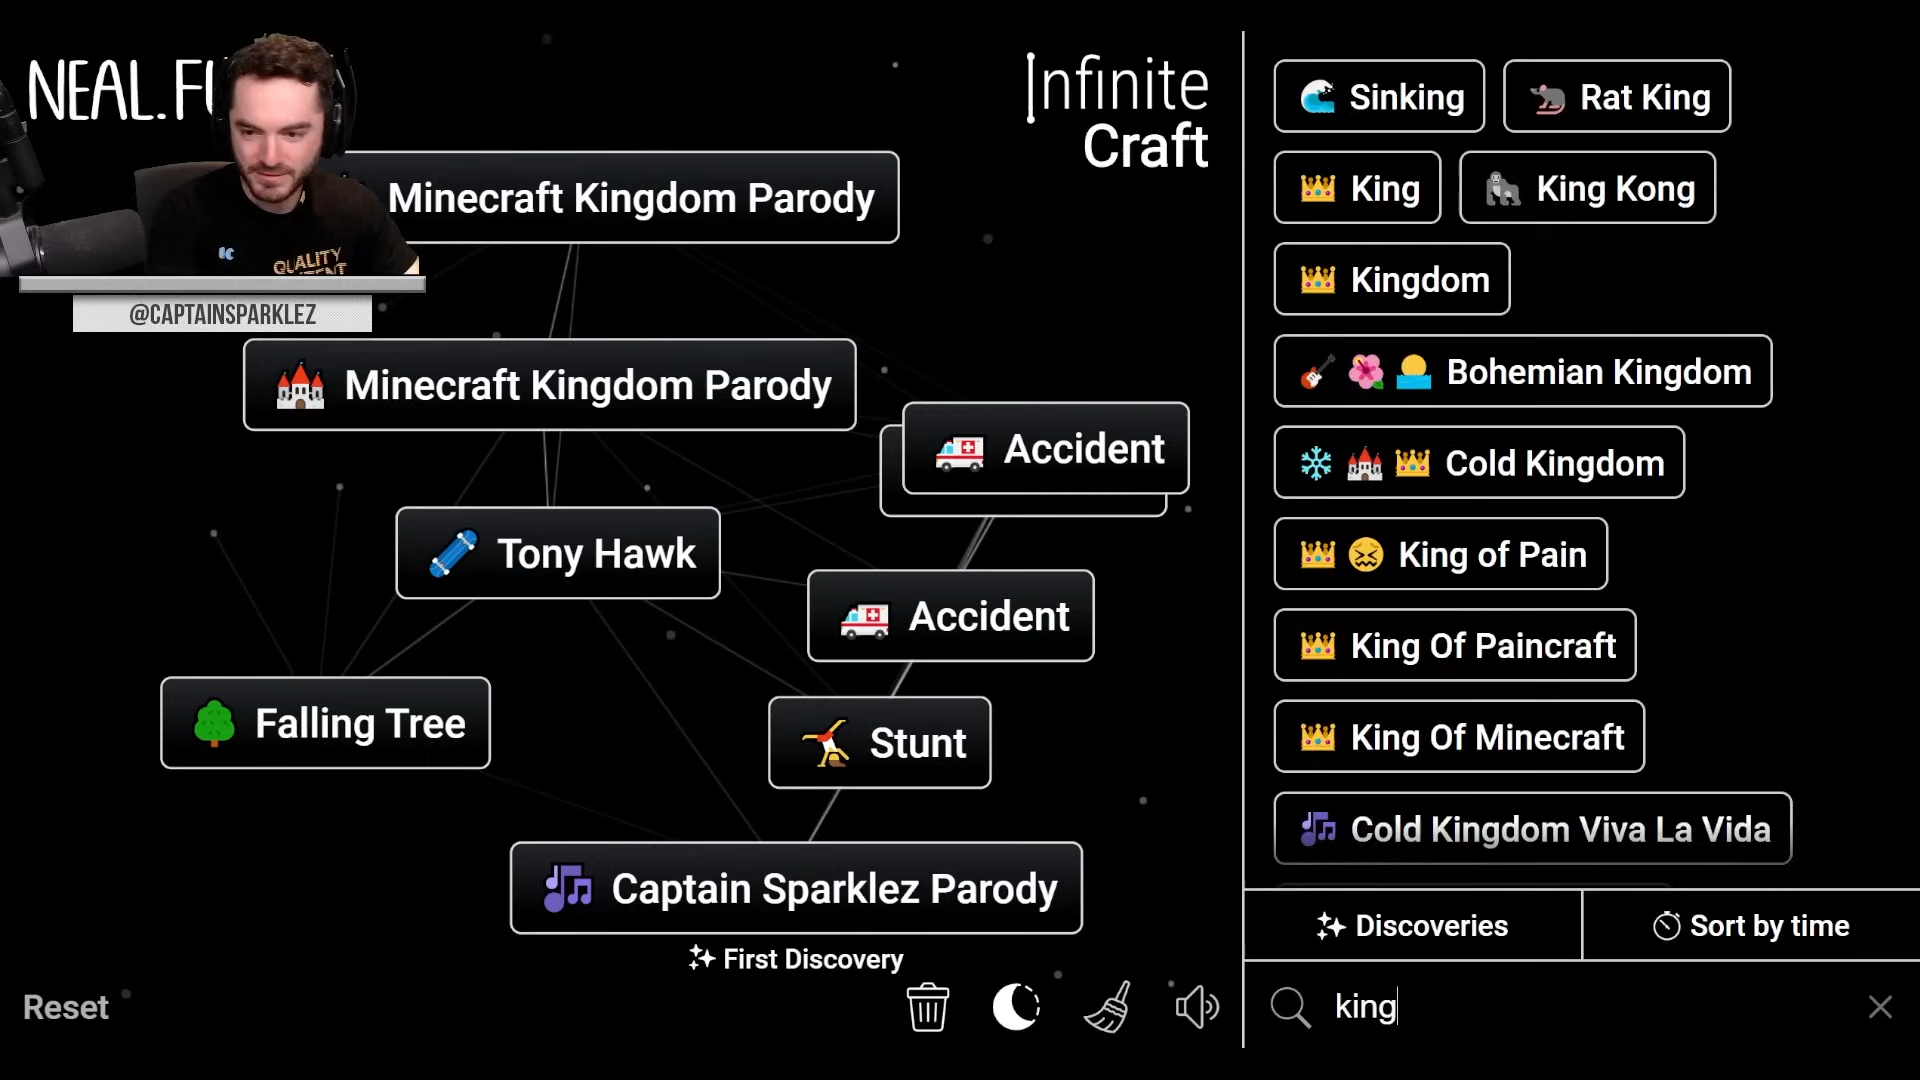 NEAL.FU
Infinite
Craft
Minecraft Kingdom Parody
QUALITY
@CAPTAINSPARKLEZ
Minecraft Kingdom Parody
Accident
Tony Hawk
Accident
Falling Tree
Stunt
Captain Sparklez Parody
First Discovery
Reset
Sinking
Rat King
King
King Kong
Kingdom
Bohemian Kingdom
Cold Kingdom
King of Pain
King Of Paincraft
King Of Minecraft
Cold Kingdom Viva La Vida
Discoveries
Sort by time
king